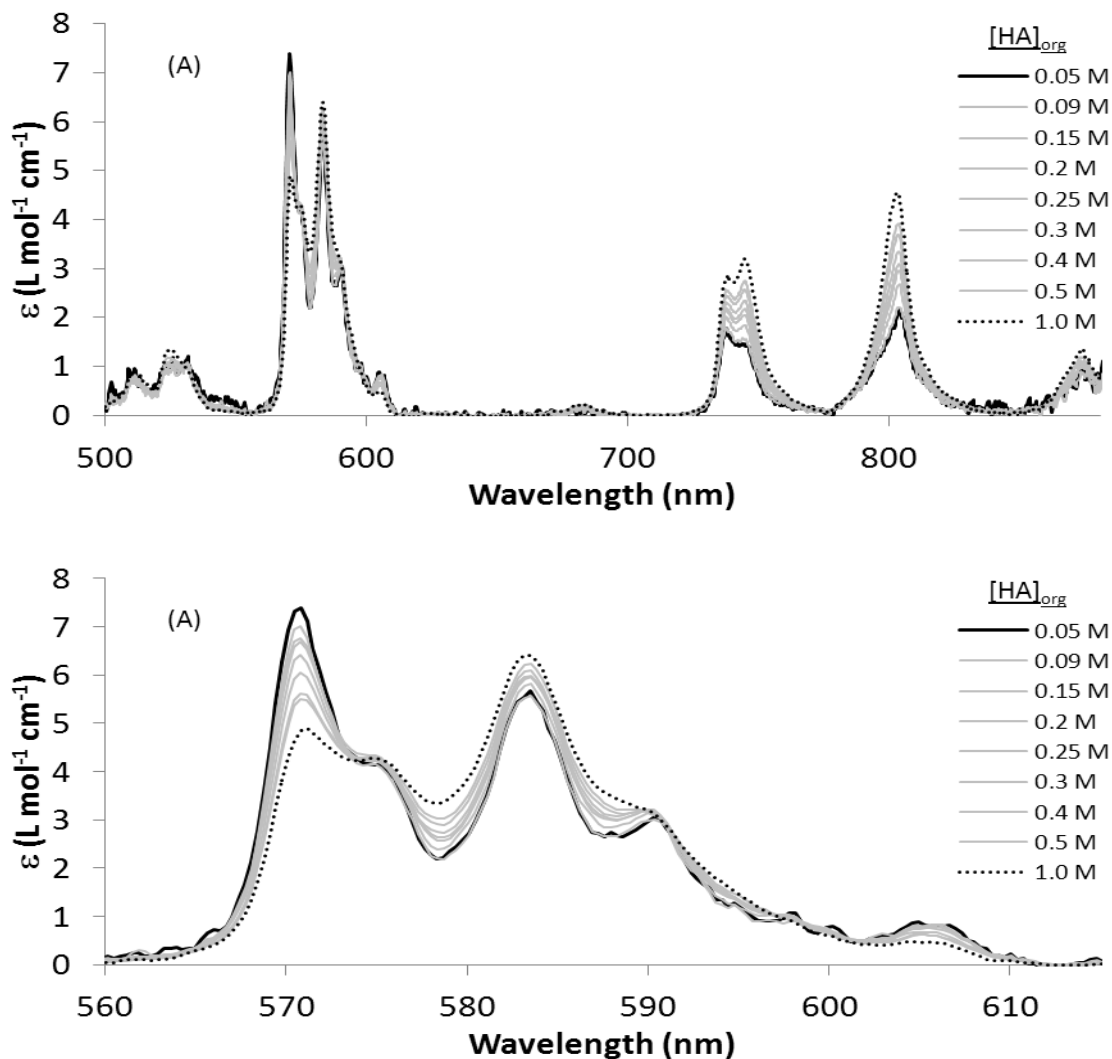 8
7
6
5
4
3
2
1
0
ε (L mol⁻¹ cm⁻¹)
(A)
[HA]org
0.05 M
0.09 M
0.15 M
0.2 M
0.25 M
0.3 M
0.4 M
0.5 M
1.0 M
500 600 700 800
Wavelength (nm)
8
7
6
5
4
3
2
1
0
ε (L mol⁻¹ cm⁻¹)
(A)
[HA]org
0.05 M
0.09 M
0.15 M
0.2 M
0.25 M
0.3 M
0.4 M
0.5 M
1.0 M
560 570 580 590 600 610
Wavelength (nm)